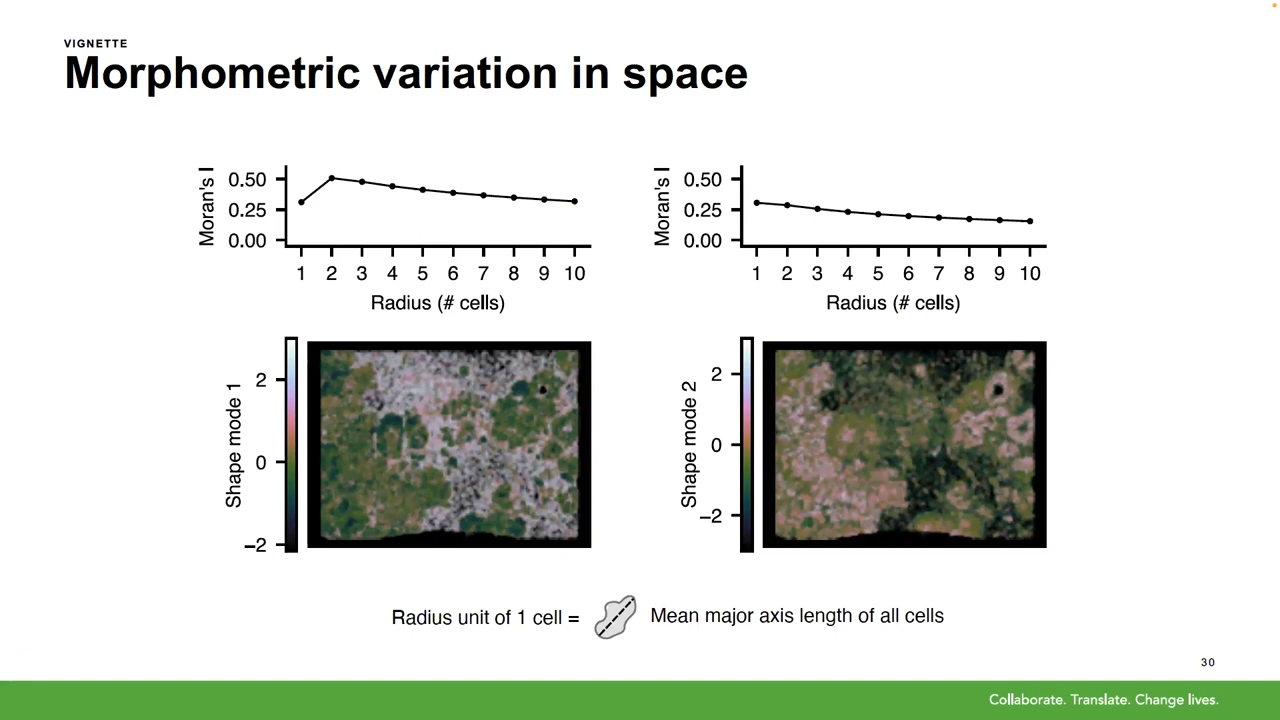 VIGNETTE
Morphometric variation in space
Moran's I
0.50
0.25
0.00
1 2 3 4 5 6 7 8 9 10
Radius (# cells)
Moran's I
0.50
0.25
0.00
1 2 3 4 5 6 7 8 9 10
Radius (# cells)
Shape mode 1
2
0
−2
Shape mode 2
2
0
−2
Radius unit of 1 cell = Mean major axis length of all cells
30
Collaborate. Translate. Change lives.